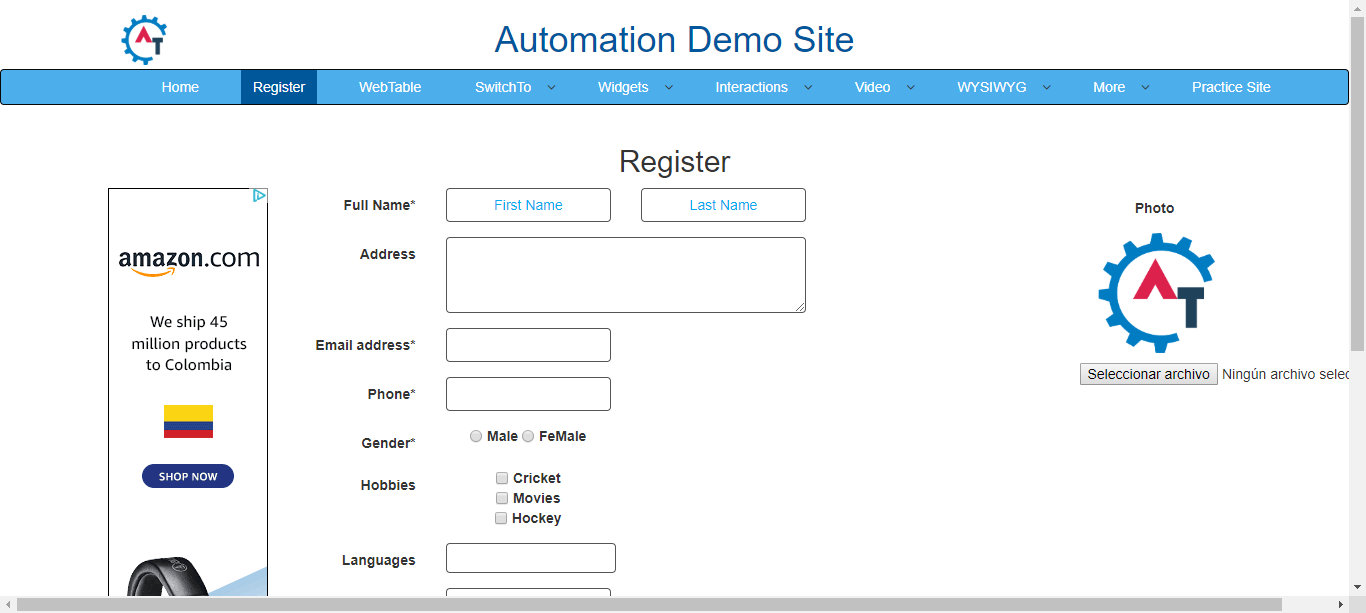 AT
Automation Demo Site
Home Register WebTable SwitchTo Widgets Interactions Video WYSIWYG More Practice Site
Register
Full Name* First Name Last Name
Address
Email address*
Phone*
Gender* Male FeMale
Hobbies Cricket
Movies
Hockey
Languages
Photo
AT
Seleccionar archivo Ningún archivo selec
amazon.com
We ship 45
million products
to Colombia
SHOP NOW